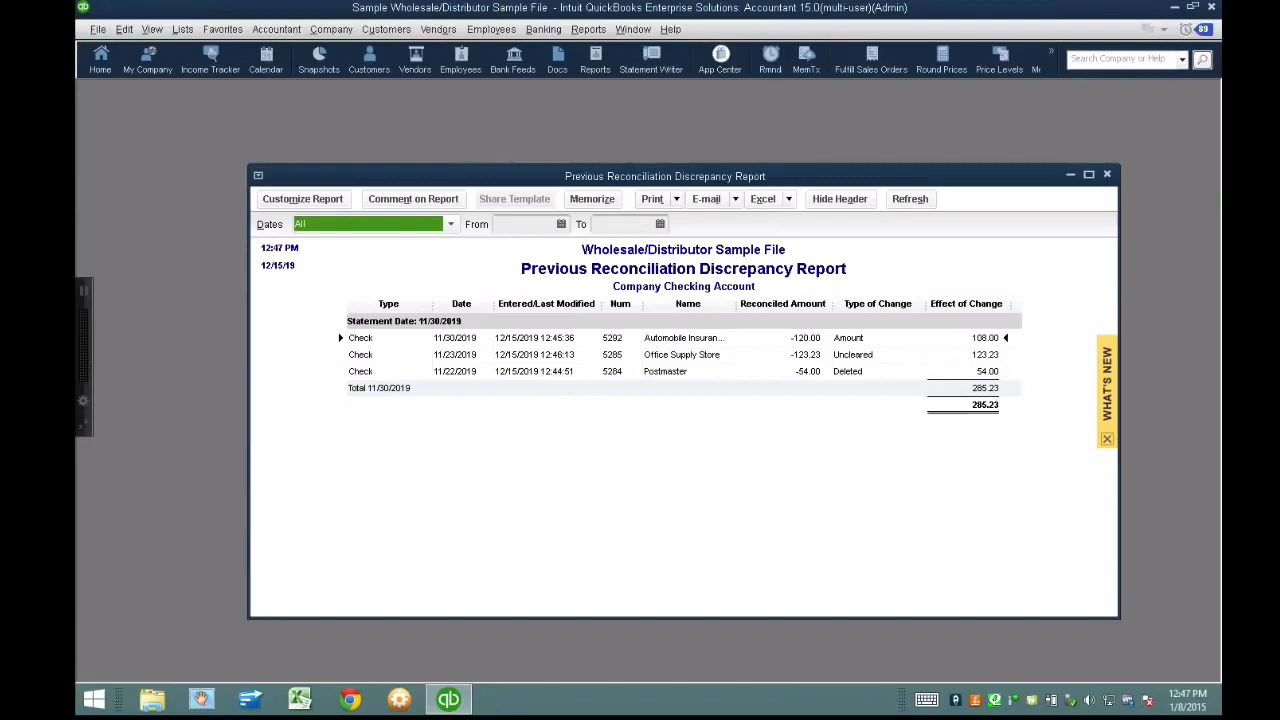 qb Sample Wholesale/Distributor Sample File - Intuit QuickBooks Enterprise Solutions: Accountant 15.0(multi-user)(Admin)
File Edit View Lists Favorites Accountant Company Customers Vendors Employees Banking Reports Window Help 89
Home My Company Income Tracker Calendar Snapshots Customers Vendors Employees Bank Feeds Docs Reports Statement Writer App Center Rmnd MemTx Fulfill Sales Orders Round Prices Price Levels Mc » Search Company or Help
Previous Reconciliation Discrepancy Report
Customize Report Comment on Report Share Template Memorize Print E-mail Excel Hide Header Refresh
Dates All From To
12:47 PM Wholesale/Distributor Sample File
12/15/19 Previous Reconciliation Discrepancy Report
Company Checking Account
Type Date Entered/Last Modified Num Name Reconciled Amount Type of Change Effect of Change
Statement Date: 11/30/2019
Check 11/30/2019 12/15/2019 12:45:36 5292 Automobile Insuran... -120.00 Amount 108.00
Check 11/23/2019 12/15/2019 12:46:13 5285 Office Supply Store -123.23 Uncleared 123.23
Check 11/22/2019 12/15/2019 12:44:51 5284 Postmaster -54.00 Deleted 54.00
Total 11/30/2019 285.23
285.23
WHAT'S NEW
qb 12:47 PM
1/8/2015